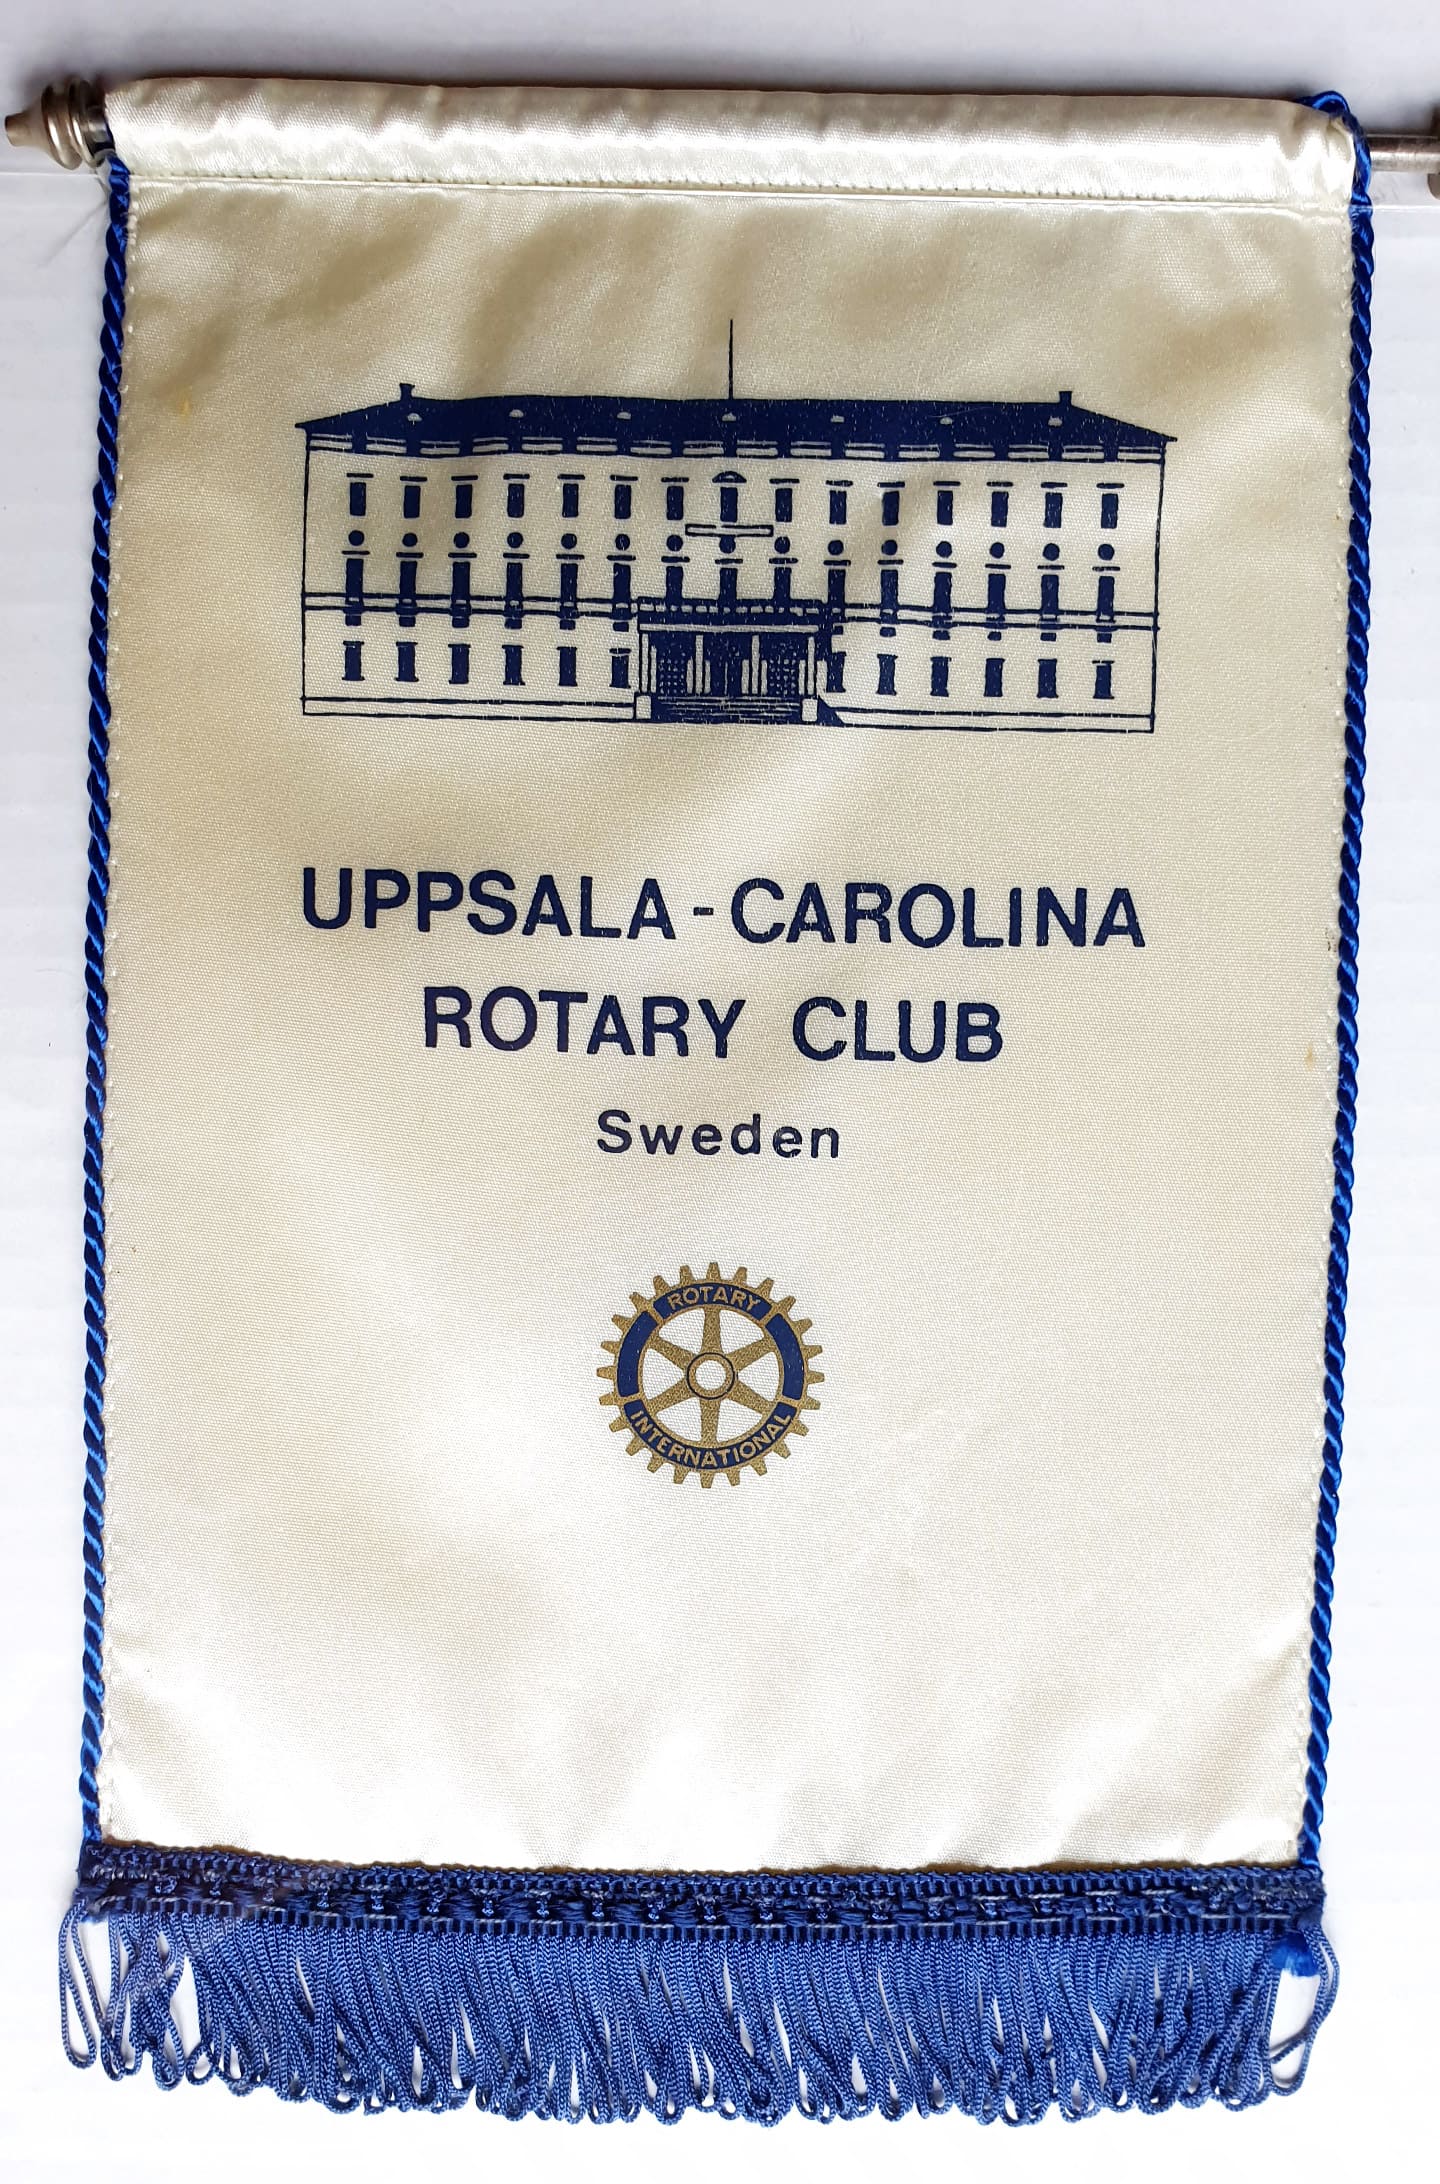 UPPSALA - CAROLINA
ROTARY CLUB
Sweden
ROTARY
INTERNATIONAL